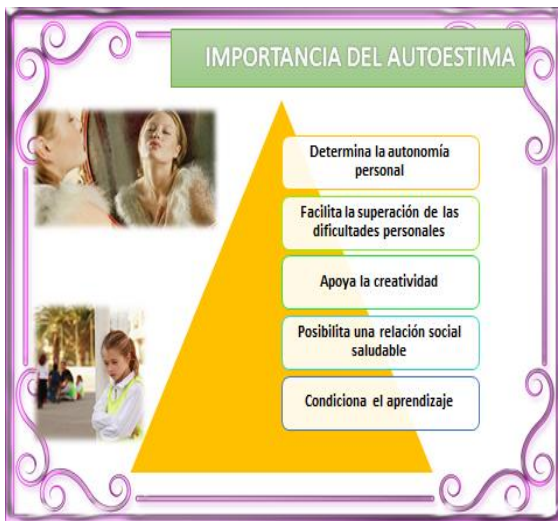 IMPORTANCIA DEL AUTOESTIMA
Determina la autonomía
personal
Facilita la superación de las
dificultades personales
Apoya la creatividad
Posibilita una relación social
saludable
Condiciona el aprendizaje